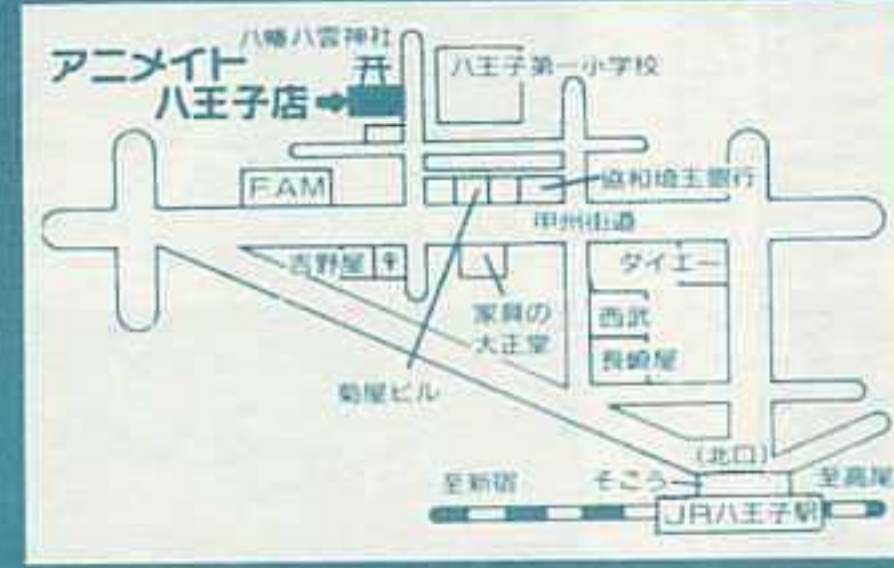 八幡八雲神社
アニメイト
八王子店
八王子第一小学校
FAM
協和埼玉銀行
甲州街道
吉野屋
〒
ダイエー
家具の
大正堂
西武
長崎屋
菊屋ビル
(北口)
至新宿
そごう
至高尾
JR八王子駅